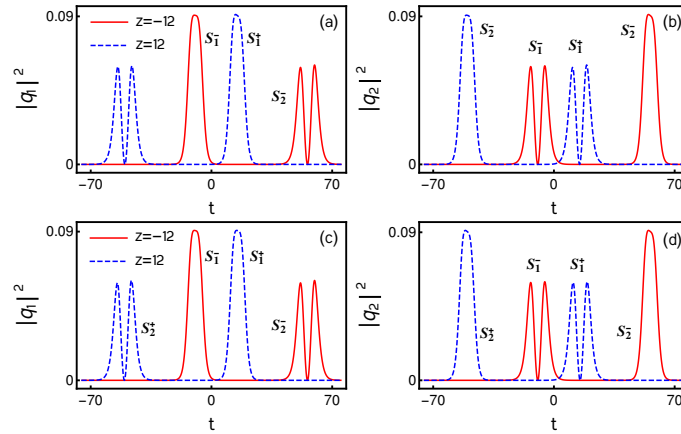 0.09
z=−12
z=12
S₁⁻
S₁⁺
S₂⁻
(a)
|q₁|²
0
−70
0
70
t
0.09
S₂⁻
S₁⁻
S₁⁺
S₂⁻
(b)
|q₂|²
0
−70
0
70
t
0.09
z=−12
z=12
S₁⁻
S₁⁺
(c)
S₂⁺
S₂⁻
|q₁|²
0
−70
0
70
t
0.09
S₁⁻
S₁⁺
(d)
S₂⁺
S₂⁻
|q₂|²
0
−70
0
70
t